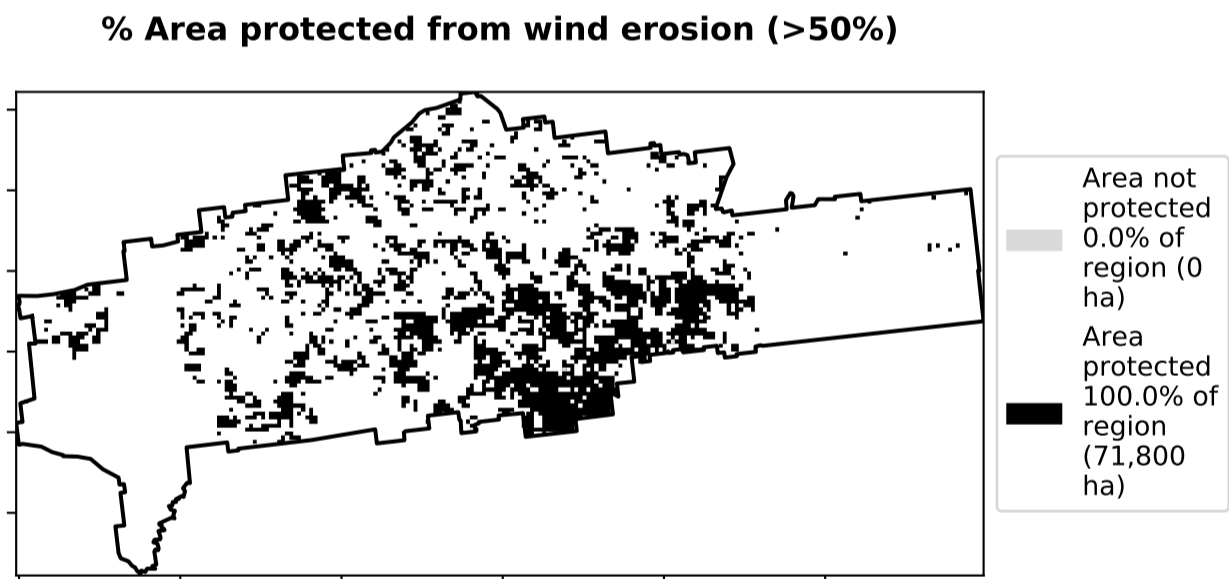 % Area protected from wind erosion (>50%)
Area not
protected
0.0% of
region (0
ha)
Area
protected
100.0% of
region
(71,800
ha)